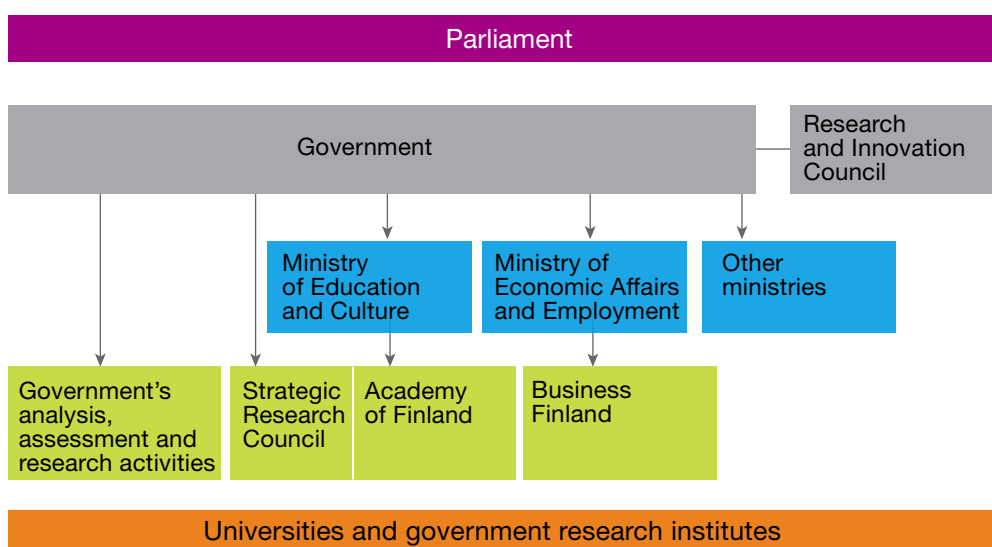 Parliament
Government
Research
and Innovation
Council
Ministry
of Education
and Culture
Ministry of
Economic Affairs
and Employment
Other
ministries
Government’s
analysis,
assessment and
research activities
Strategic
Research
Council
Academy
of Finland
Business
Finland
Universities and government research institutes